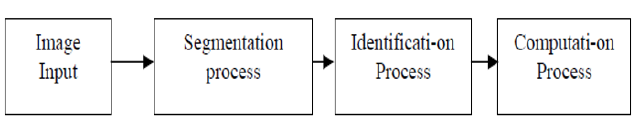 Image
Input
Segmentation
process
Identificati-on
Process
Computati-on
Process